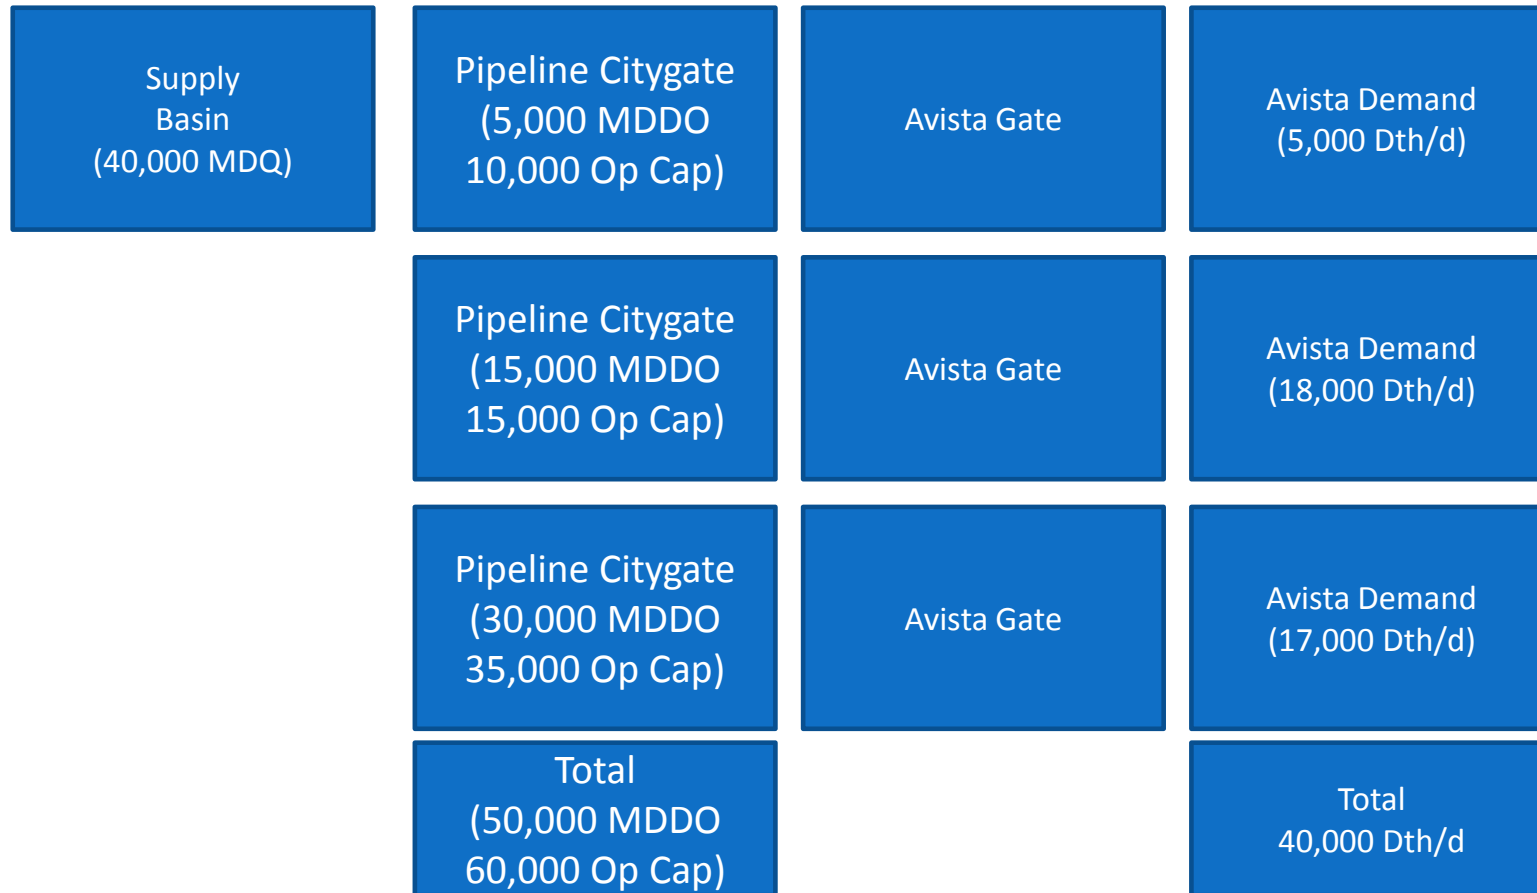 Supply
Basin
(40,000 MDQ)
Pipeline Citygate
(5,000 MDDO
10,000 Op Cap)
Avista Gate
Avista Demand
(5,000 Dth/d)
Pipeline Citygate
(15,000 MDDO
15,000 Op Cap)
Avista Gate
Avista Demand
(18,000 Dth/d)
Pipeline Citygate
(30,000 MDDO
35,000 Op Cap)
Avista Gate
Avista Demand
(17,000 Dth/d)
Total
(50,000 MDDO
60,000 Op Cap)
Total
40,000 Dth/d